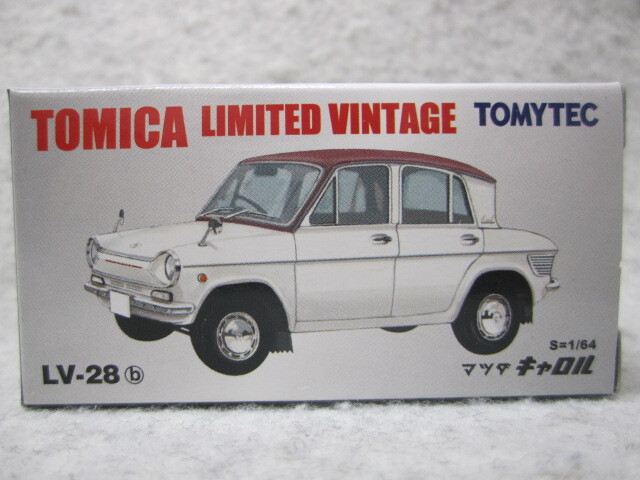 TOMICA LIMITED VINTAGE TOMYTEC
S=1/64
LV-28 ⓑ マツダ キャロル